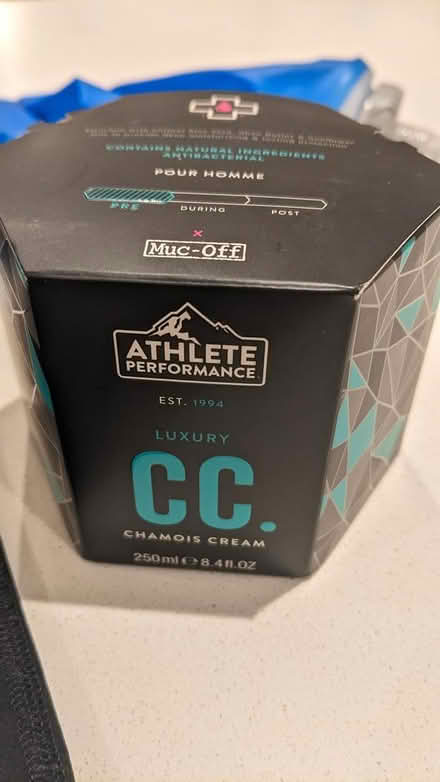 CONTAINS NATURAL INGREDIENTS
ANTIBACTERIAL
POUR HOMME
PRE
DURING
POST
x
Muc-Off
ATHLETE
PERFORMANCE
EST. 1994
LUXURY
CC.
CHAMOIS CREAM
250ml ℮ 8.4fl.OZ